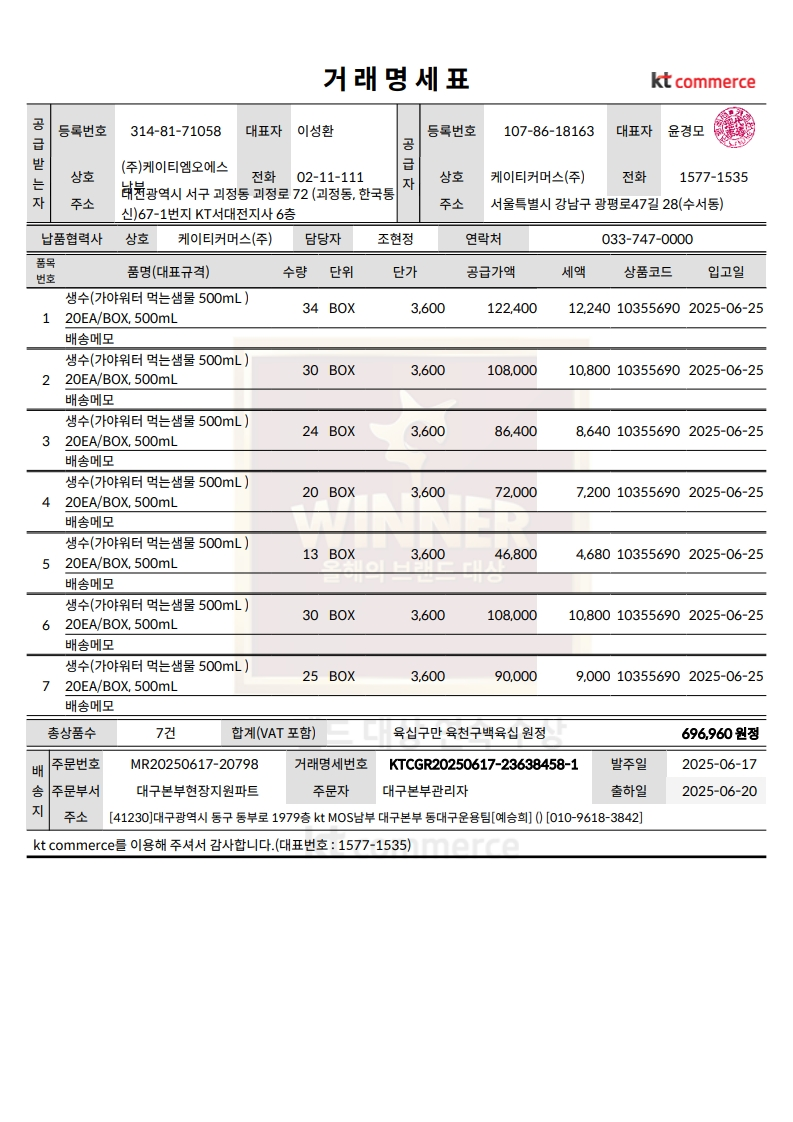 거래명세표
kt commerce
공급받는자 등록번호 314-81-71058 대표자 이성환 공급자 등록번호 107-86-18163 대표자 윤경모
상호 (주)케이티엠오에스남부 전화 02-11-111 상호 케이티커머스(주) 전화 1577-1535
주소 대전광역시 서구 괴정동 괴정로 72 (괴정동, 한국통신)67-1번지 KT서대전지사 6층 주소 서울특별시 강남구 광평로47길 28(수서동)
납품협력사 상호 케이티커머스(주) 담당자 조현정 연락처 033-747-0000
품목번호 품명(대표규격) 수량 단위 단가 공급가액 세액 상품코드 입고일
1 생수(가야워터 먹는샘물 500mL )
20EA/BOX, 500mL 34 BOX 3,600 122,400 12,240 10355690 2025-06-25
배송메모
2 생수(가야워터 먹는샘물 500mL )
20EA/BOX, 500mL 30 BOX 3,600 108,000 10,800 10355690 2025-06-25
배송메모
3 생수(가야워터 먹는샘물 500mL )
20EA/BOX, 500mL 24 BOX 3,600 86,400 8,640 10355690 2025-06-25
배송메모
4 생수(가야워터 먹는샘물 500mL )
20EA/BOX, 500mL 20 BOX 3,600 72,000 7,200 10355690 2025-06-25
배송메모
5 생수(가야워터 먹는샘물 500mL )
20EA/BOX, 500mL 13 BOX 3,600 46,800 4,680 10355690 2025-06-25
배송메모
6 생수(가야워터 먹는샘물 500mL )
20EA/BOX, 500mL 30 BOX 3,600 108,000 10,800 10355690 2025-06-25
배송메모
7 생수(가야워터 먹는샘물 500mL )
20EA/BOX, 500mL 25 BOX 3,600 90,000 9,000 10355690 2025-06-25
배송메모
WINNER
올해의 브랜드 대상
총상품수 7건 합계(VAT 포함) 육십구만 육천구백육십 원정 696,960 원정
배송지 주문번호 MR20250617-20798 거래명세번호 KTCGR20250617-23638458-1 발주일 2025-06-17
주문부서 대구본부현장지원파트 주문자 대구본부관리자 출하일 2025-06-20
주소 [41230]대구광역시 동구 동부로 1979층 kt MOS남부 대구본부 동대구운용팀[예승희] () [010-9618-3842]
kt commerce를 이용해 주셔서 감사합니다.(대표번호 : 1577-1535)
kt commerce